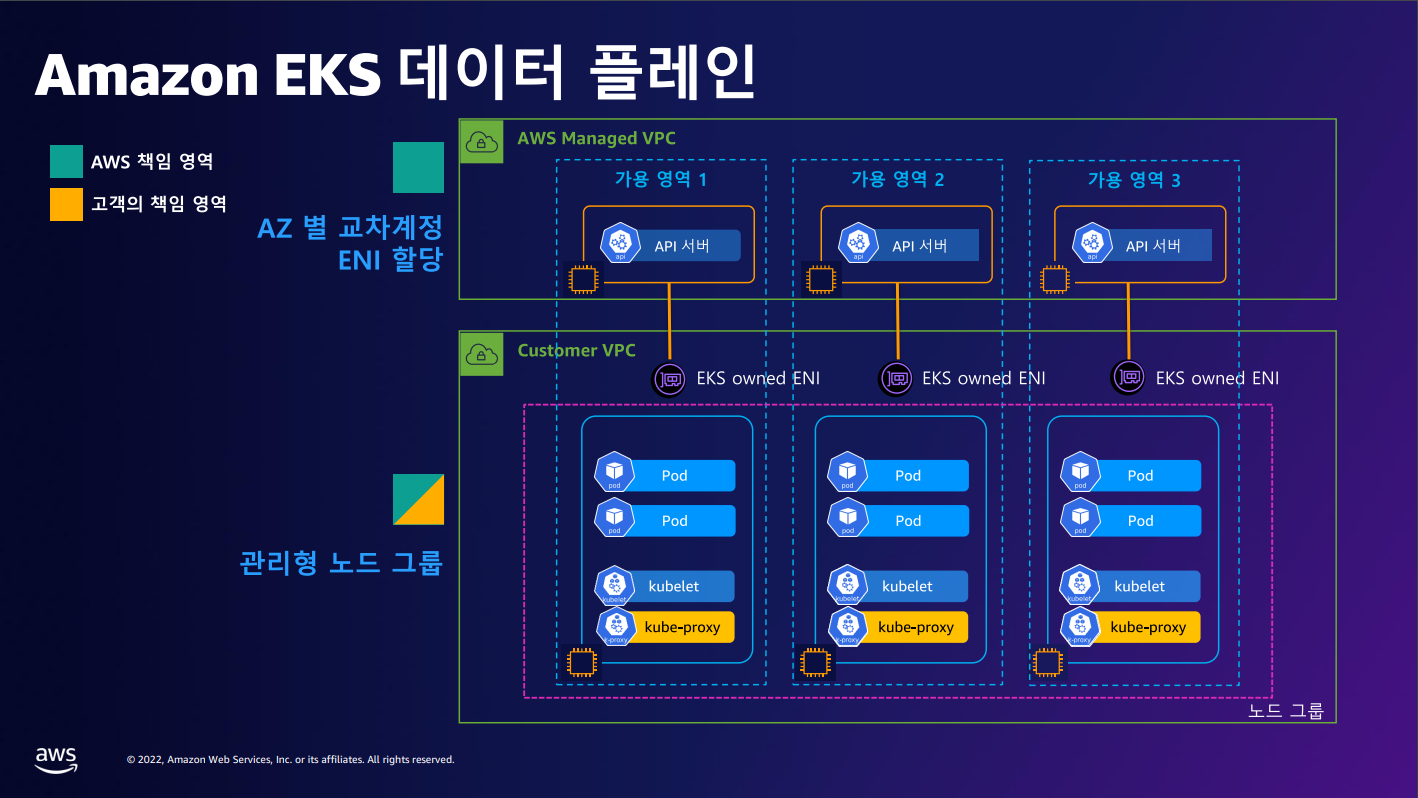 Amazon EKS 데이터 플레인
AWS 책임 영역
고객의 책임 영역
AZ 별 교차계정
ENI 할당
관리형 노드 그룹
AWS Managed VPC
가용 영역 1
가용 영역 2
가용 영역 3
api
API 서버
api
API 서버
api
API 서버
Customer VPC
EKS owned ENI
EKS owned ENI
EKS owned ENI
pod
Pod
pod
Pod
pod
Pod
pod
Pod
pod
Pod
pod
Pod
kubelet
kubelet
kubelet
kubelet
kubelet
kubelet
k-proxy
kube-proxy
k-proxy
kube-proxy
k-proxy
kube-proxy
노드 그룹
aws
© 2022, Amazon Web Services, Inc. or its affiliates. All rights reserved.